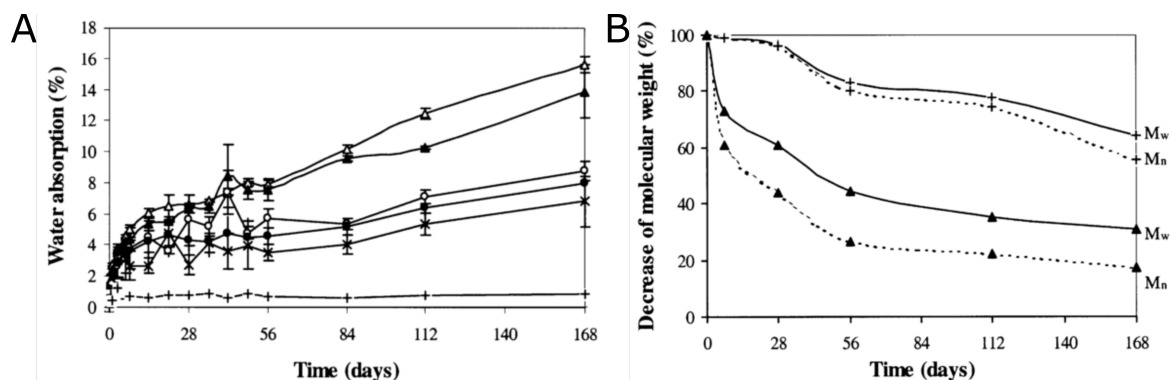 A
Water absorption (%)
18
16
14
12
10
8
6
4
2
0
0 28 56 84 112 140 168
Time (days)
B
Decrease of molecular weight (%)
100
80
60
40
20
0
Mw
Mn
Mw
Mn
0 28 56 84 112 140 168
Time (days)